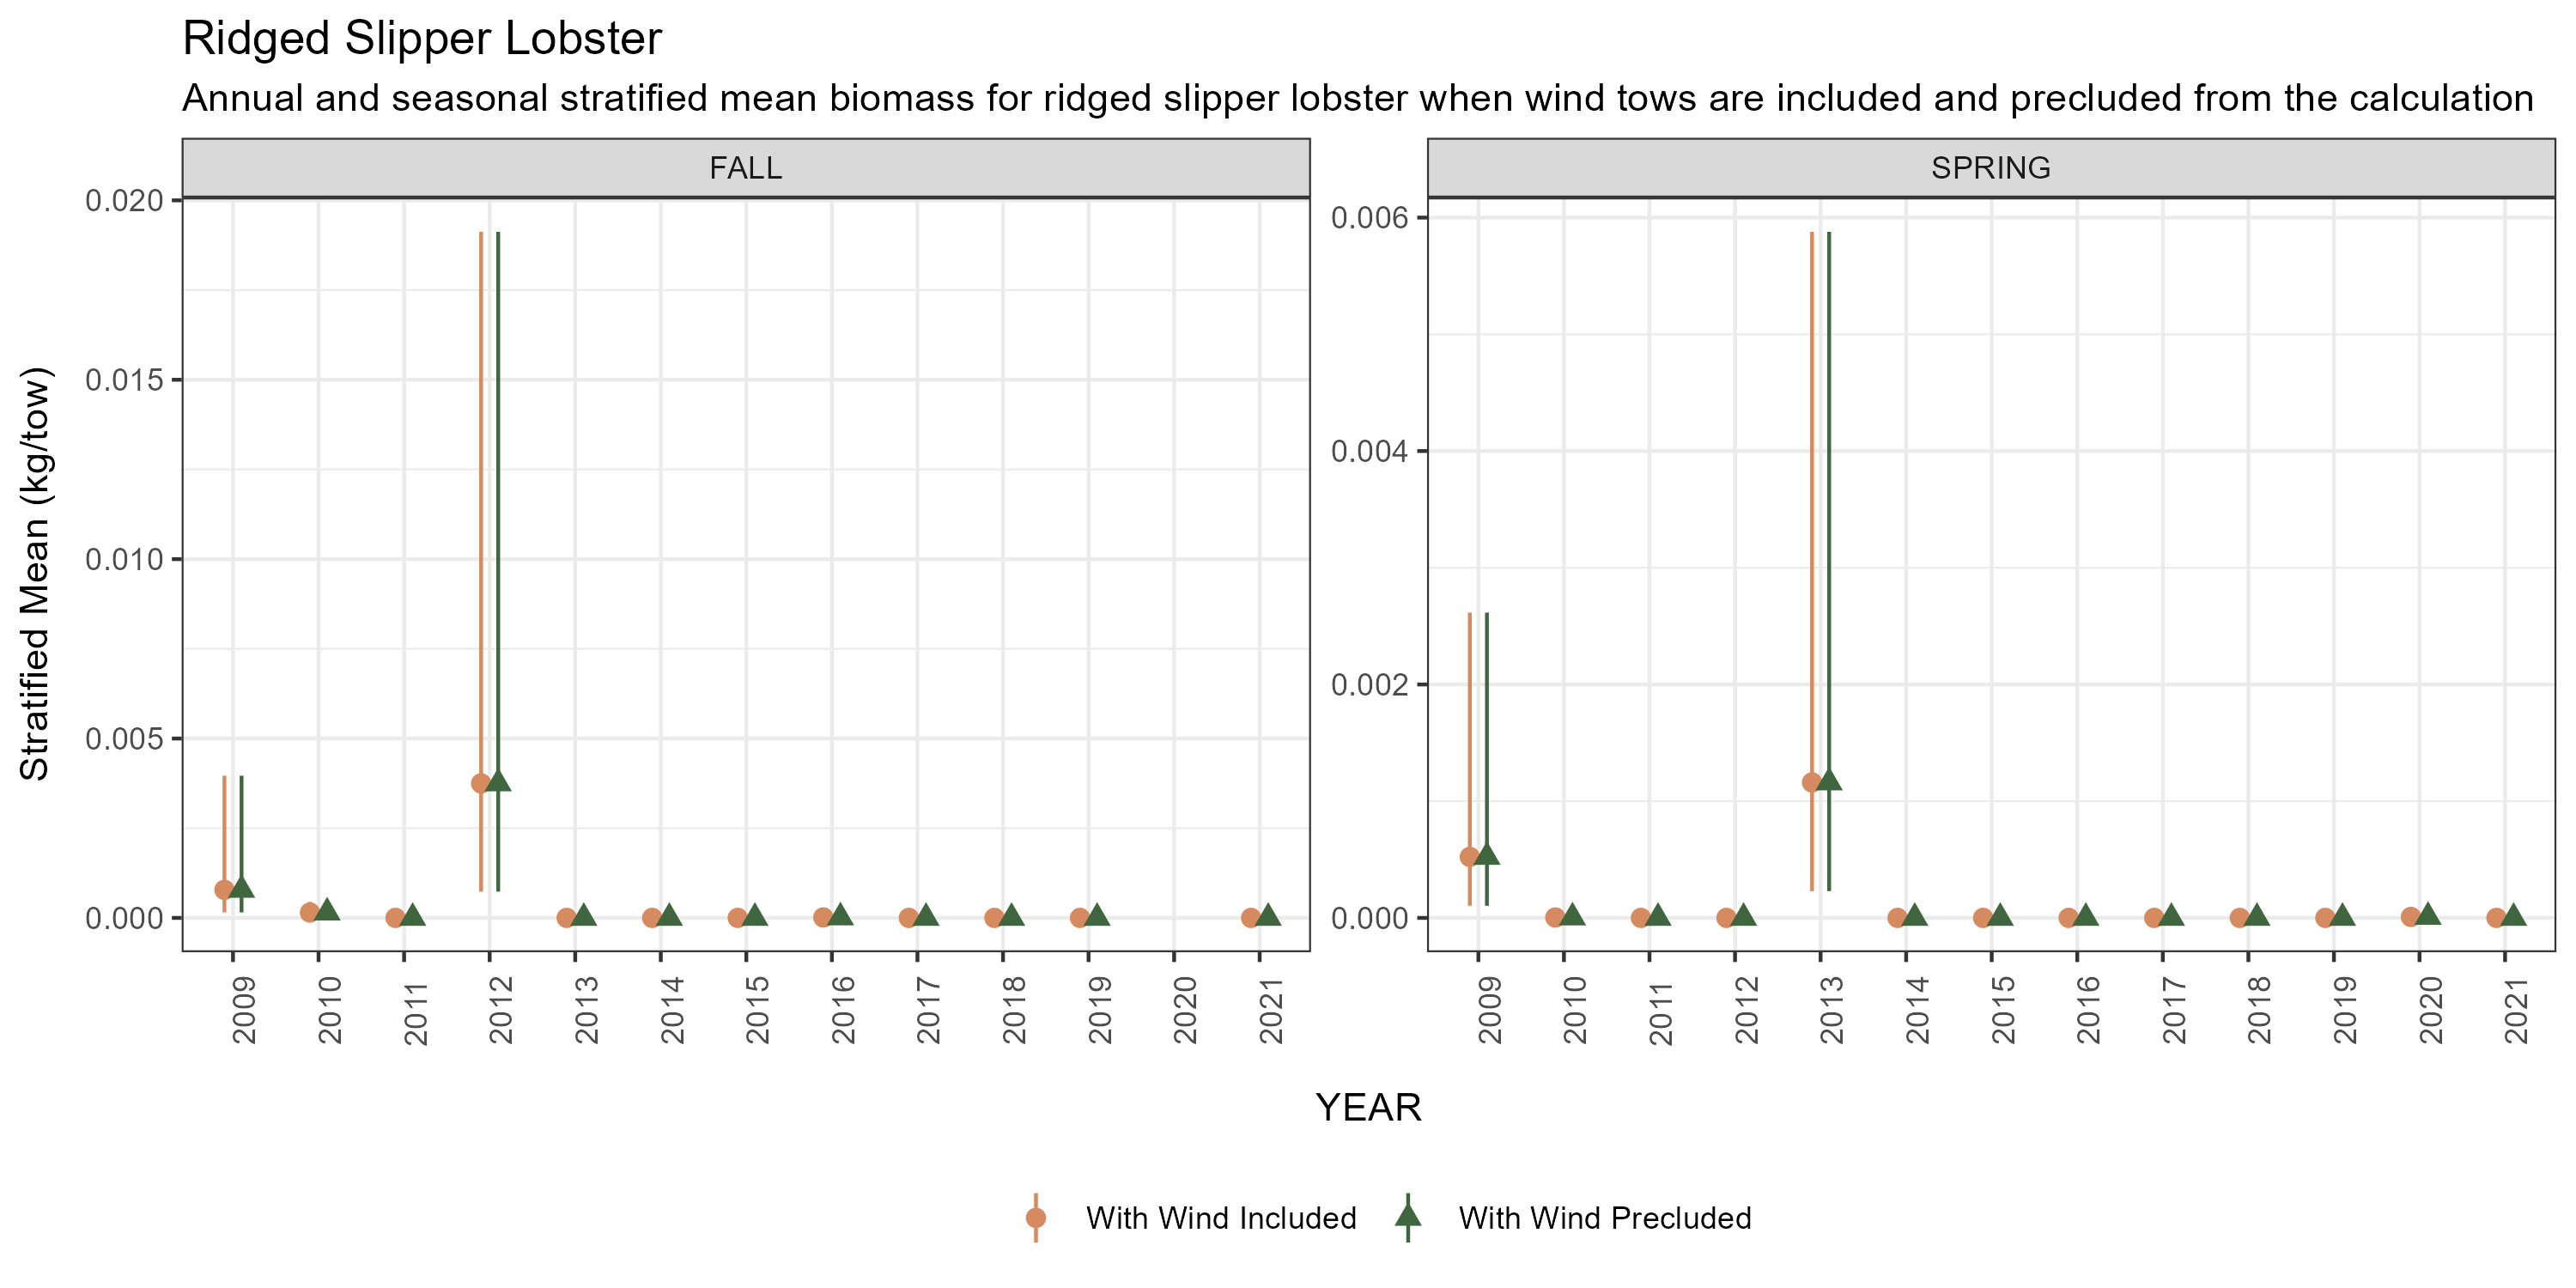 Ridged Slipper Lobster
Annual and seasonal stratified mean biomass for ridged slipper lobster when wind tows are included and precluded from the calculation
FALL
SPRING
Stratified Mean (kg/tow)
0.020
0.015
0.010
0.005
0.000
0.006
0.004
0.002
0.000
2009 2010 2011 2012 2013 2014 2015 2016 2017 2018 2019 2020 2021
2009 2010 2011 2012 2013 2014 2015 2016 2017 2018 2019 2020 2021
YEAR
With Wind Included
With Wind Precluded